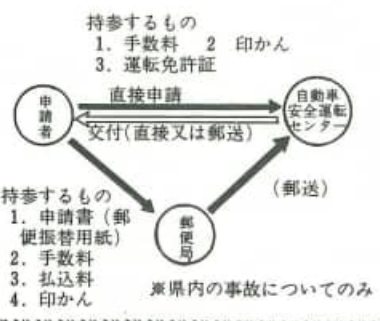 持参するもの
1. 手数料 2 印かん
3. 運転免許証
申請者
直接申請
交付(直接又は郵送)
自動車
安全運転
センター
持参するもの
1. 申請書(郵
便振替用紙)
2. 手数料
3. 払込料
4. 印かん
郵便局
(郵送)
※県内の事故についてのみ